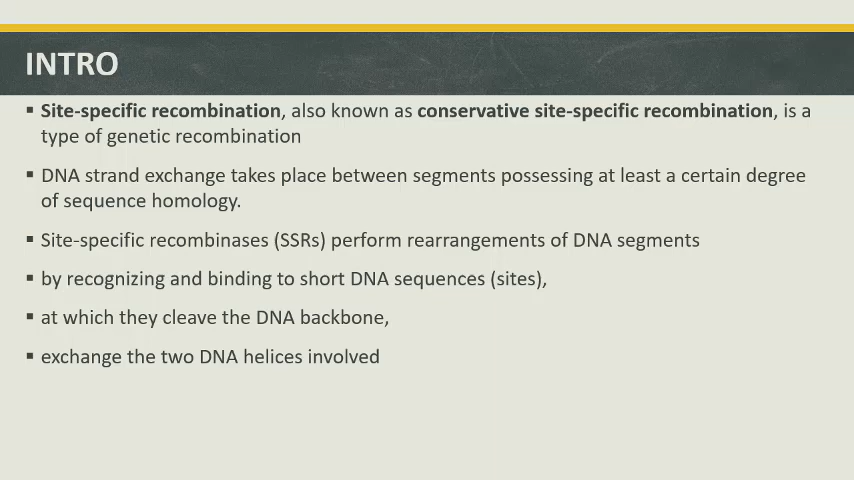 INTRO
▪ Site-specific recombination, also known as conservative site-specific recombination, is a
type of genetic recombination
▪ DNA strand exchange takes place between segments possessing at least a certain degree
of sequence homology.
▪ Site-specific recombinases (SSRs) perform rearrangements of DNA segments
▪ by recognizing and binding to short DNA sequences (sites),
▪ at which they cleave the DNA backbone,
▪ exchange the two DNA helices involved